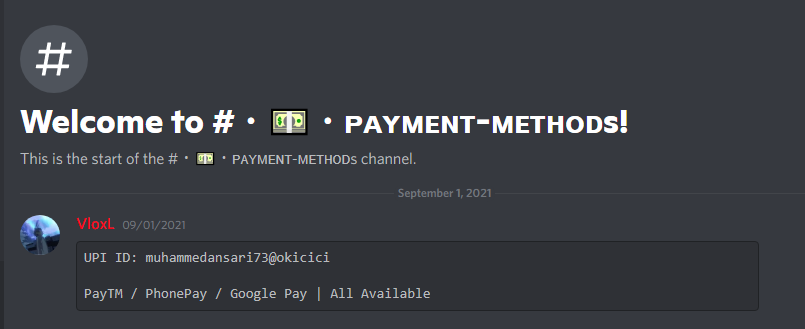 #
Welcome to #・💵・ᴘᴀʏᴍᴇɴᴛ-ᴍᴇᴛʜᴏᴅs!
This is the start of the #・💵・ᴘᴀʏᴍᴇɴᴛ-ᴍᴇᴛʜᴏᴅs channel.
September 1, 2021
VloxL 09/01/2021
UPI ID: muhammedansari73@okicici
PayTM / PhonePay / Google Pay | All Available